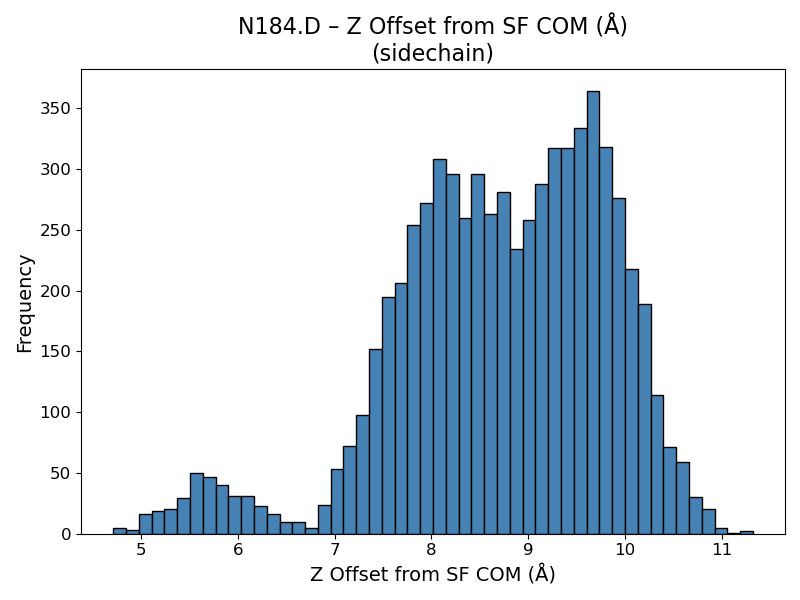 N184.D – Z Offset from SF COM (Å)
(sidechain)
Frequency
350
300
250
200
150
100
50
0
5 6 7 8 9 10 11
Z Offset from SF COM (Å)